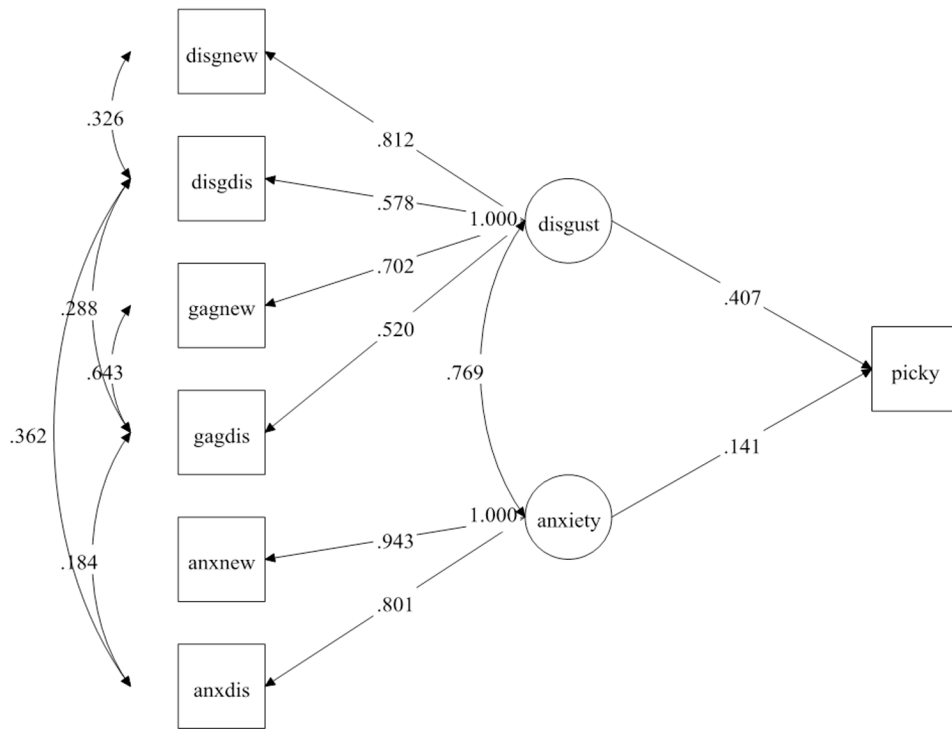 disgnew
.326
.812
disgdis
.578
1.000
disgust
gagnew
.702
.288
.407
.520
.643
.769
picky
gagdis
.362
.141
1.000
anxiety
anxnew
.943
.184
.801
anxdis